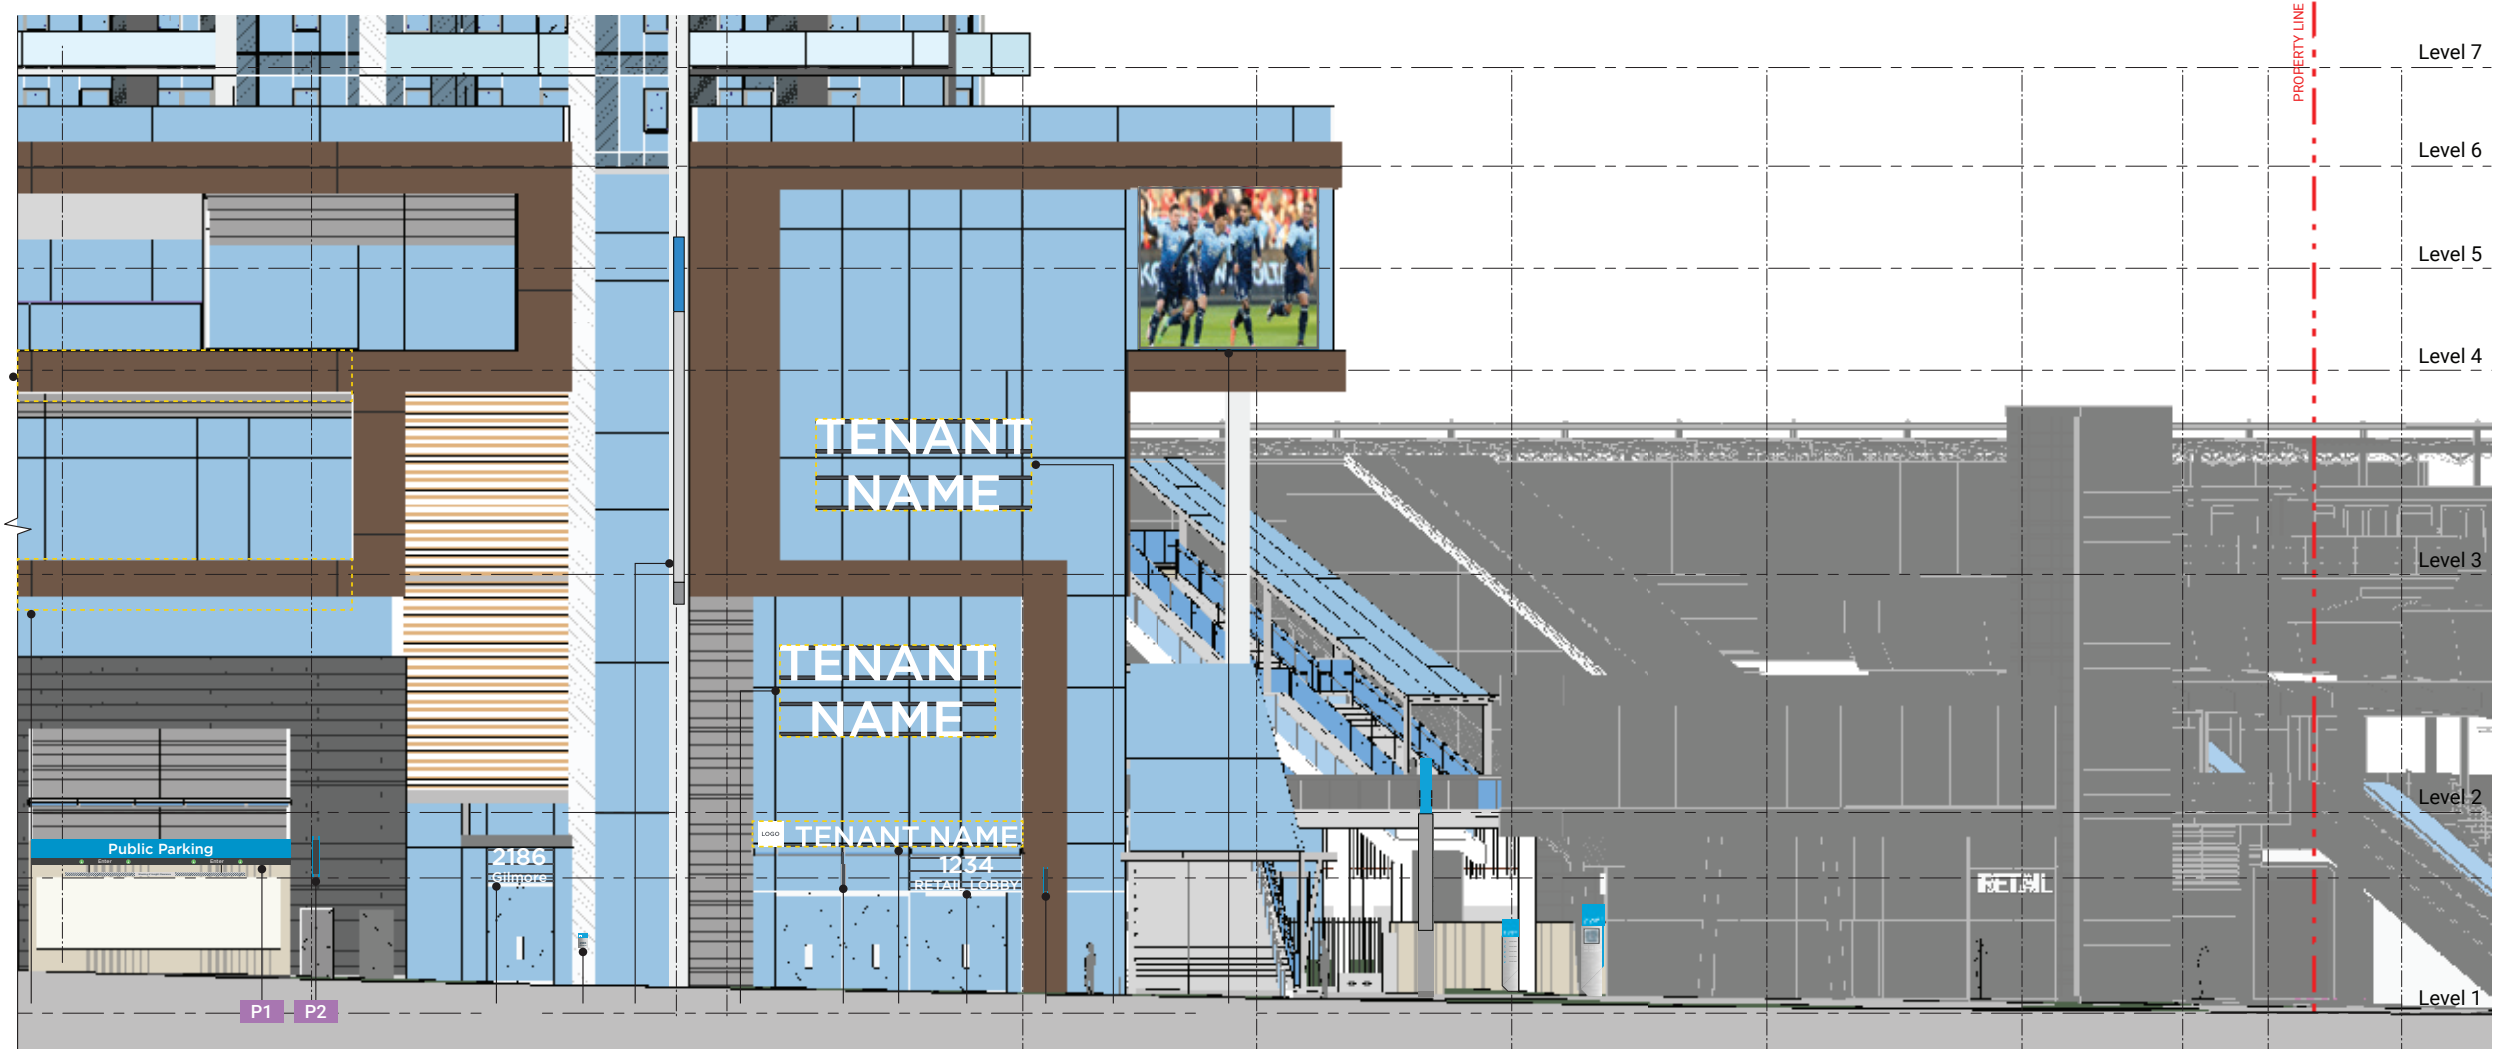 PROPERTY LINE
Level 7
Level 6
Level 5
Level 4
TENANT
NAME
Level 3
TENANT
NAME
Level 2
LOGO
TENANT NAME
Public Parking
Enter
Enter
2186
Gilmore
1234
RETAIL LOBBY
RETAIL
Level 1
P1
P2